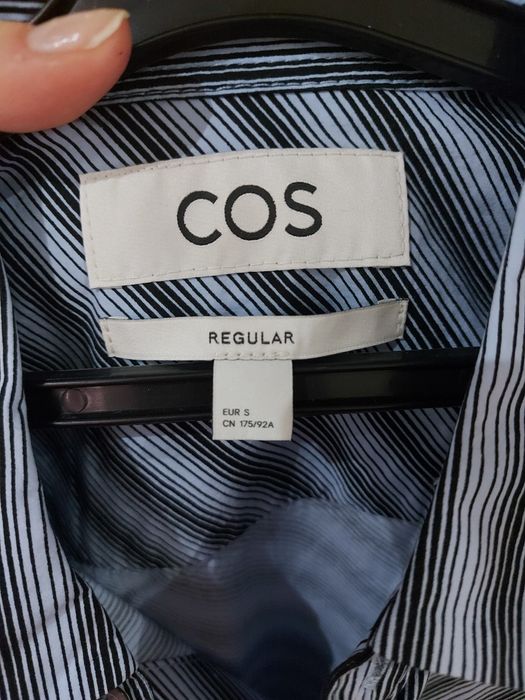 COS
REGULAR
EUR S
CN 175/92A